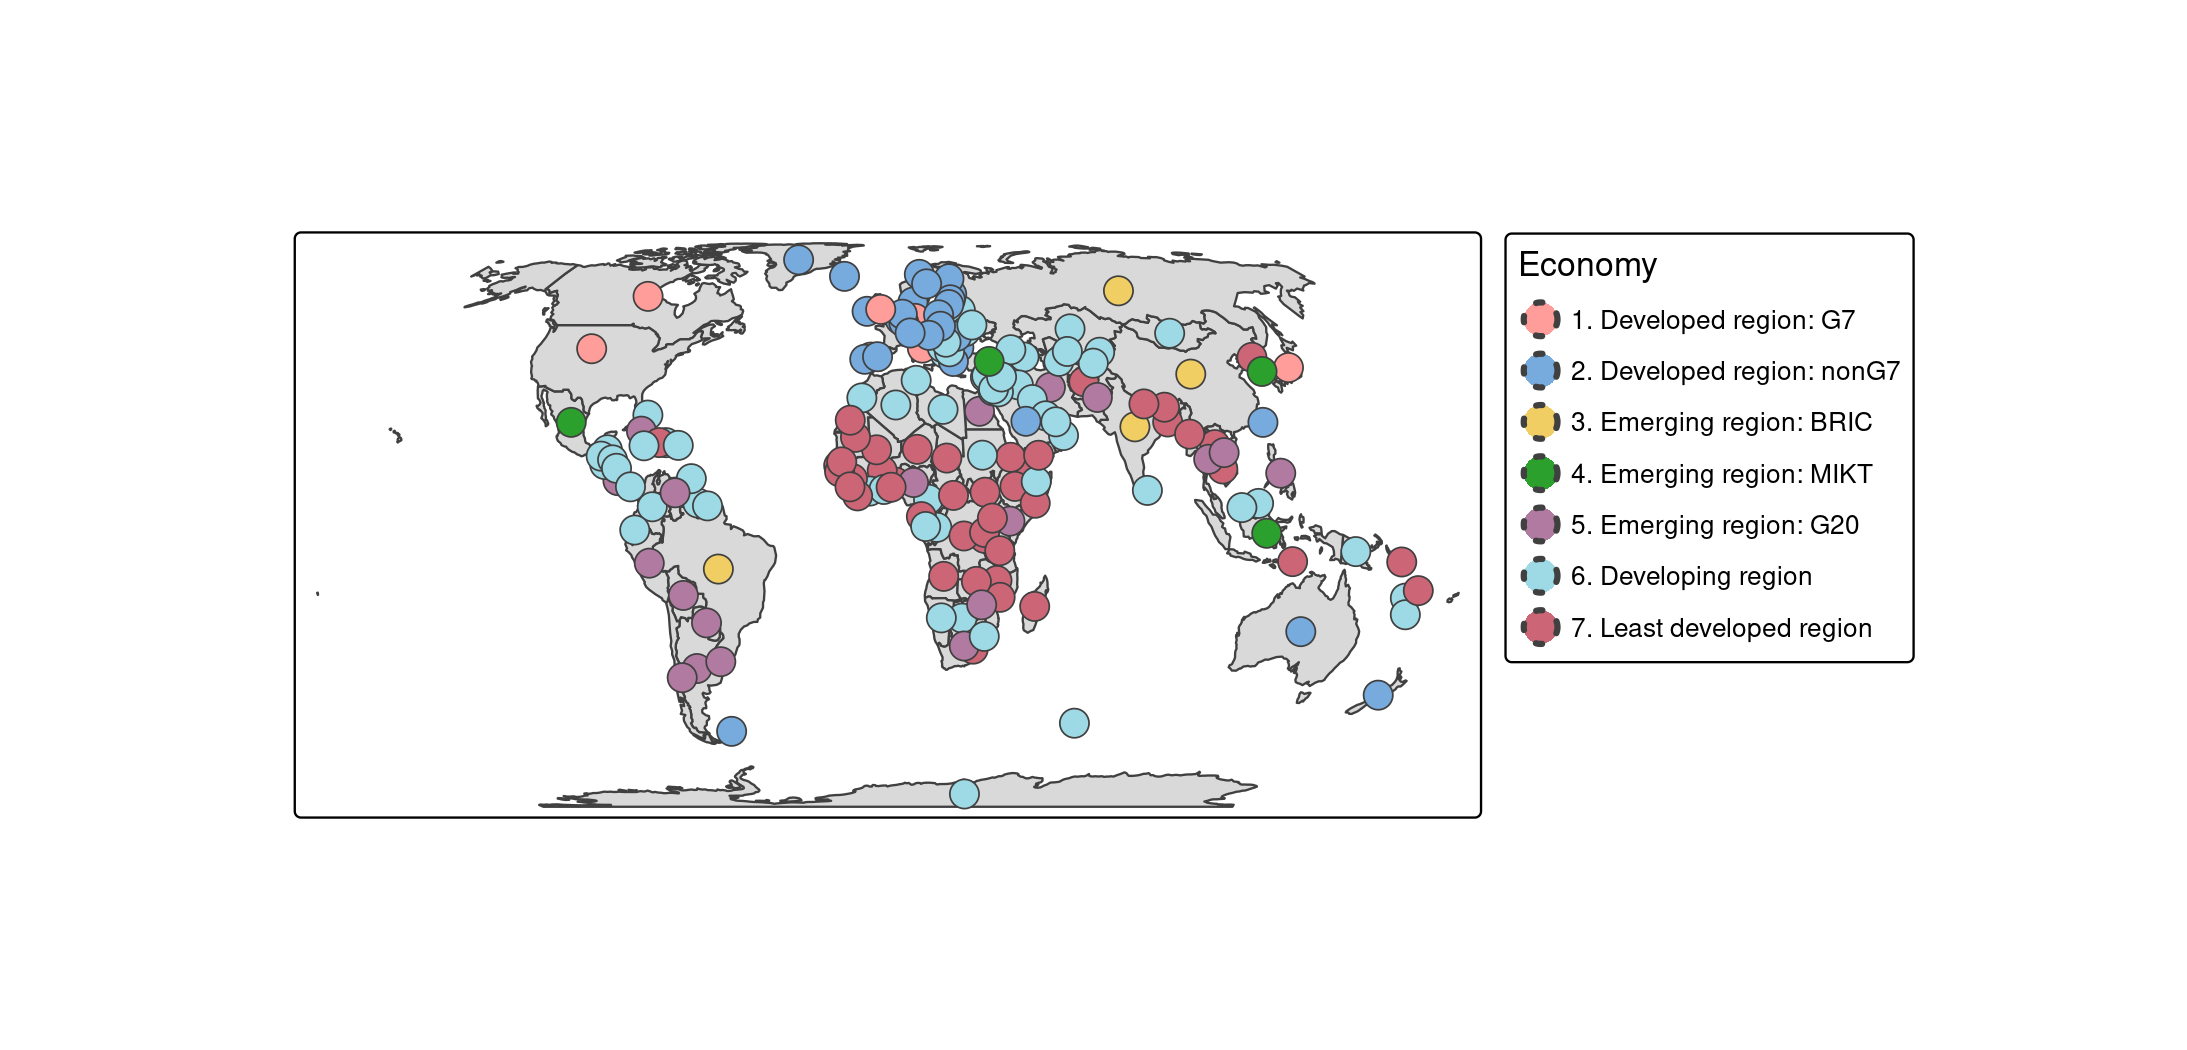 Economy
1. Developed region: G7
2. Developed region: nonG7
3. Emerging region: BRIC
4. Emerging region: MIKT
5. Emerging region: G20
6. Developing region
7. Least developed region